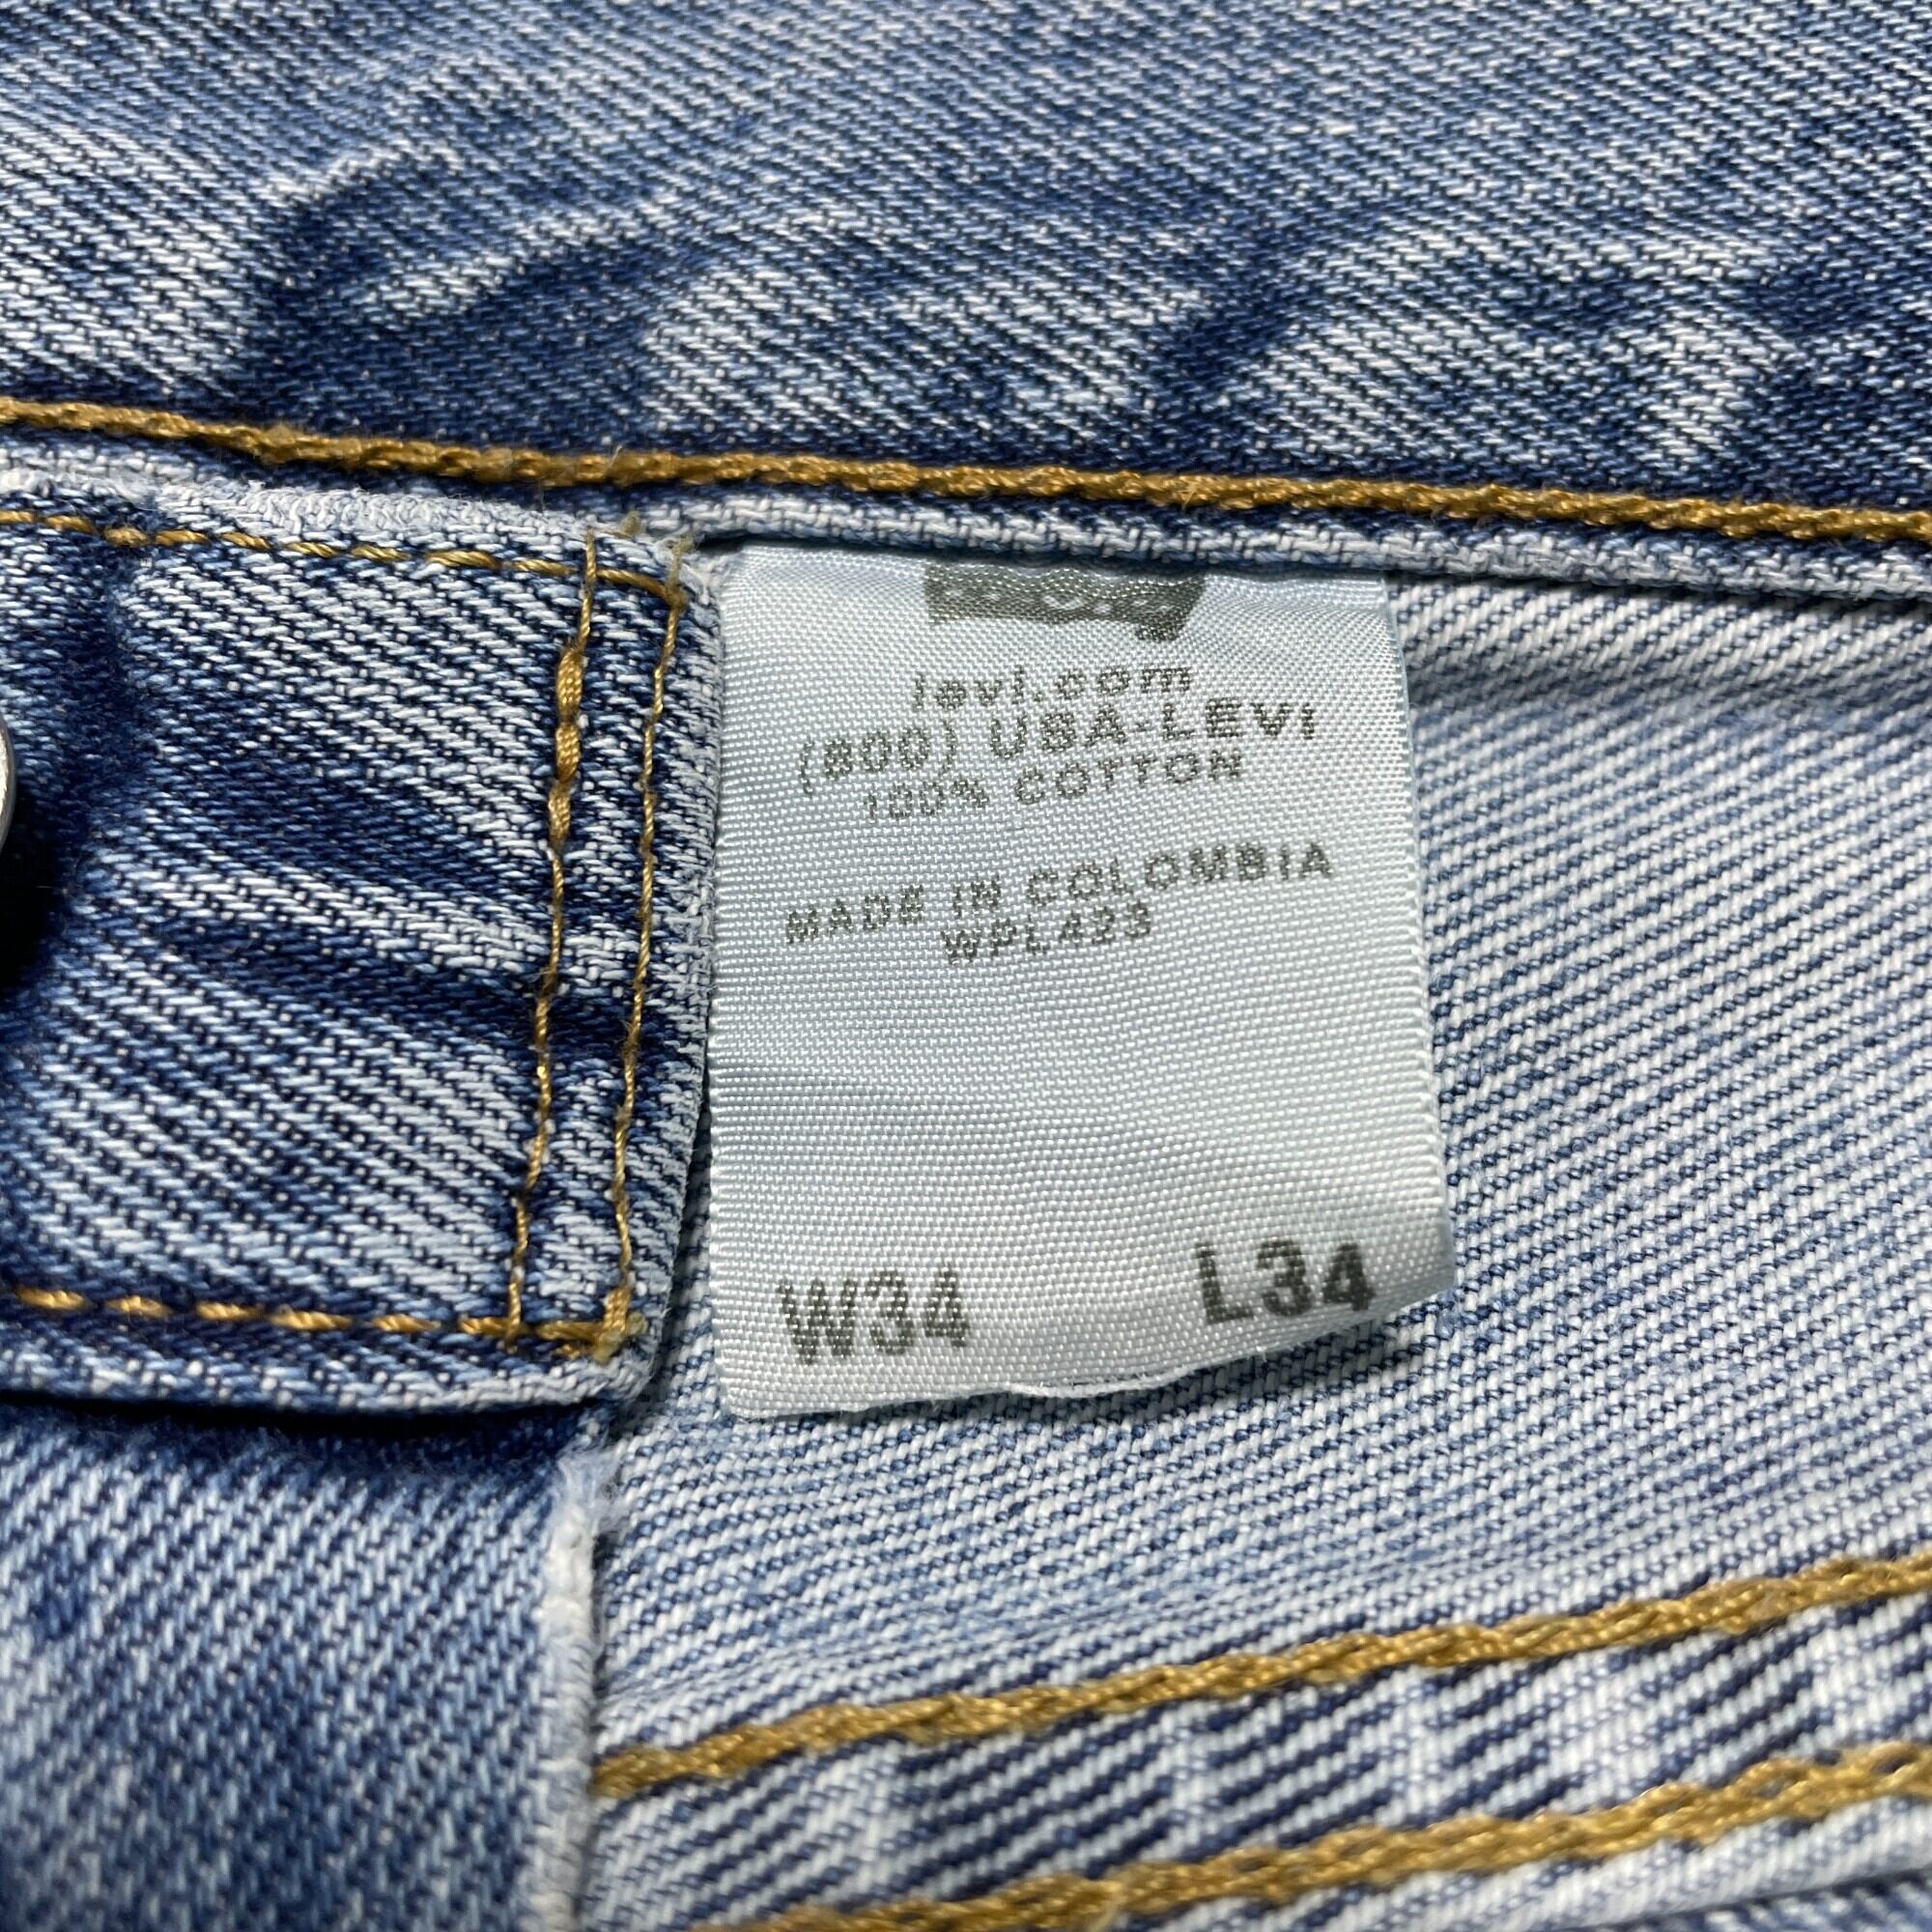 levi.com
(800) USA-LEVI
100% COTTON
MADE IN COLOMBIA
WPL423
W34 L34